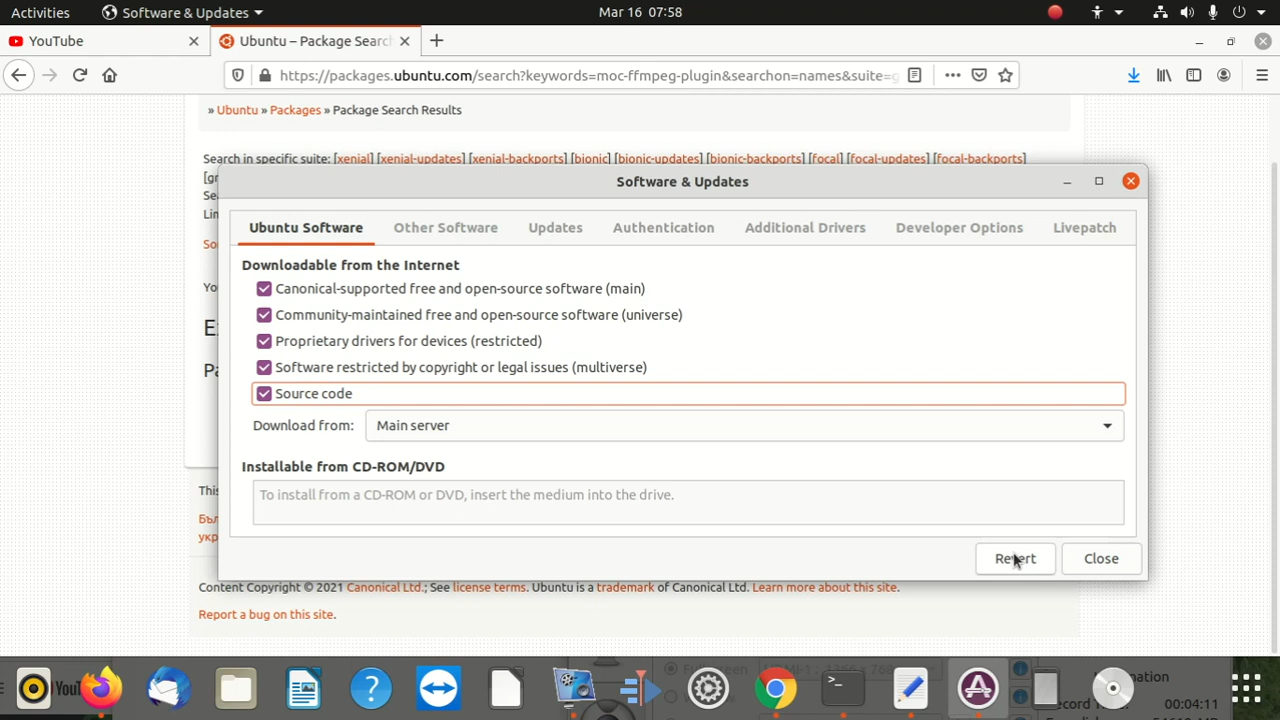 Activities
Software & Updates
Mar 16 07:58
YouTube
Ubuntu – Package Searc
https://packages.ubuntu.com/search?keywords=moc-ffmpeg-plugin&searchon=names&suite=g
» Ubuntu » Packages » Package Search Results
Search in specific suite: [xenial] [xenial-updates] [xenial-backports] [bionic] [bionic-updates] [bionic-backports] [focal] [focal-updates] [focal-backports]
Software & Updates
Ubuntu Software
Other Software
Updates
Authentication
Additional Drivers
Developer Options
Livepatch
Downloadable from the Internet
Canonical-supported free and open-source software (main)
Community-maintained free and open-source software (universe)
Proprietary drivers for devices (restricted)
Software restricted by copyright or legal issues (multiverse)
Source code
Download from:
Main server
Installable from CD-ROM/DVD
To install from a CD-ROM or DVD, insert the medium into the drive.
Revert
Close
This
Content Copyright © 2021 Canonical Ltd.; See license terms. Ubuntu is a trademark of Canonical Ltd. Learn more about this site.
Report a bug on this site.
00:04:11